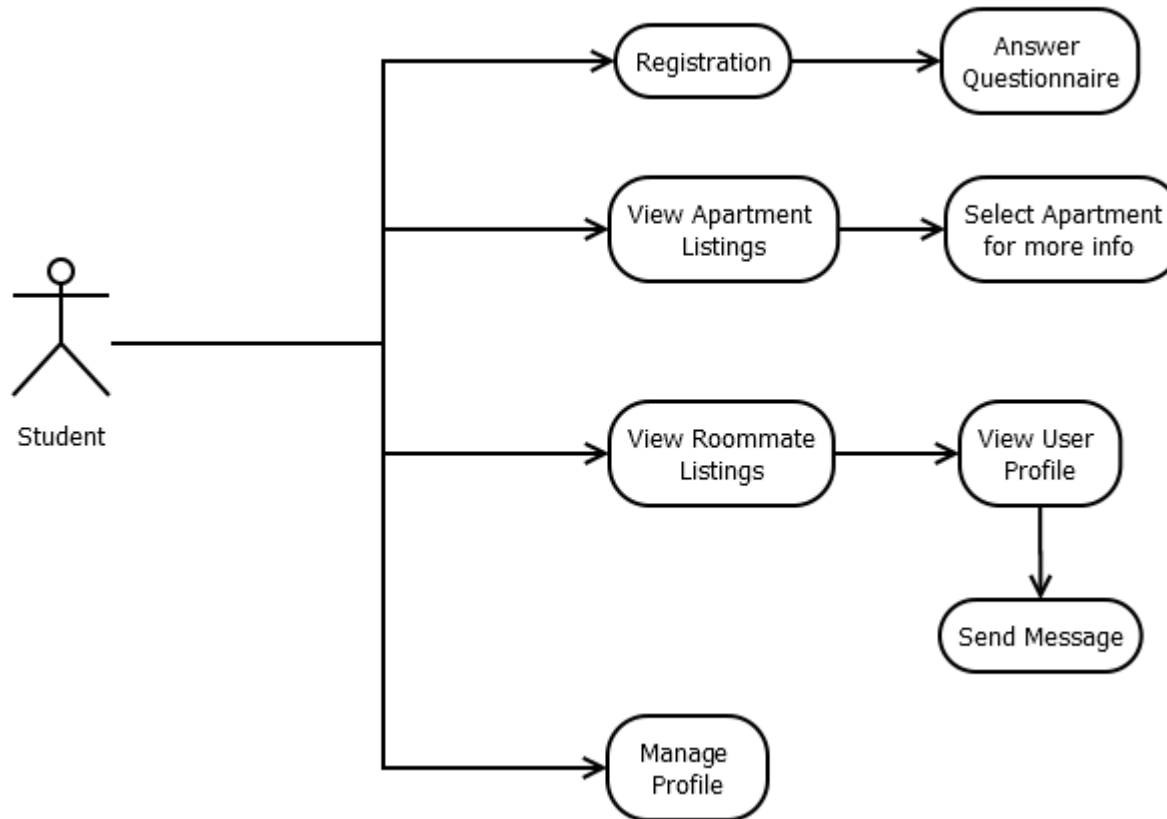 Registration
Answer
Questionnaire
View Apartment
Listings
Select Apartment
for more info
Student
View Roommate
Listings
View User
Profile
Send Message
Manage
Profile